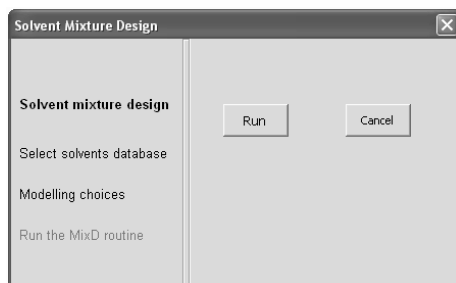 Solvent Mixture Design
Solvent mixture design
Run
Cancel
Select solvents database
Modelling choices
Run the MixD routine